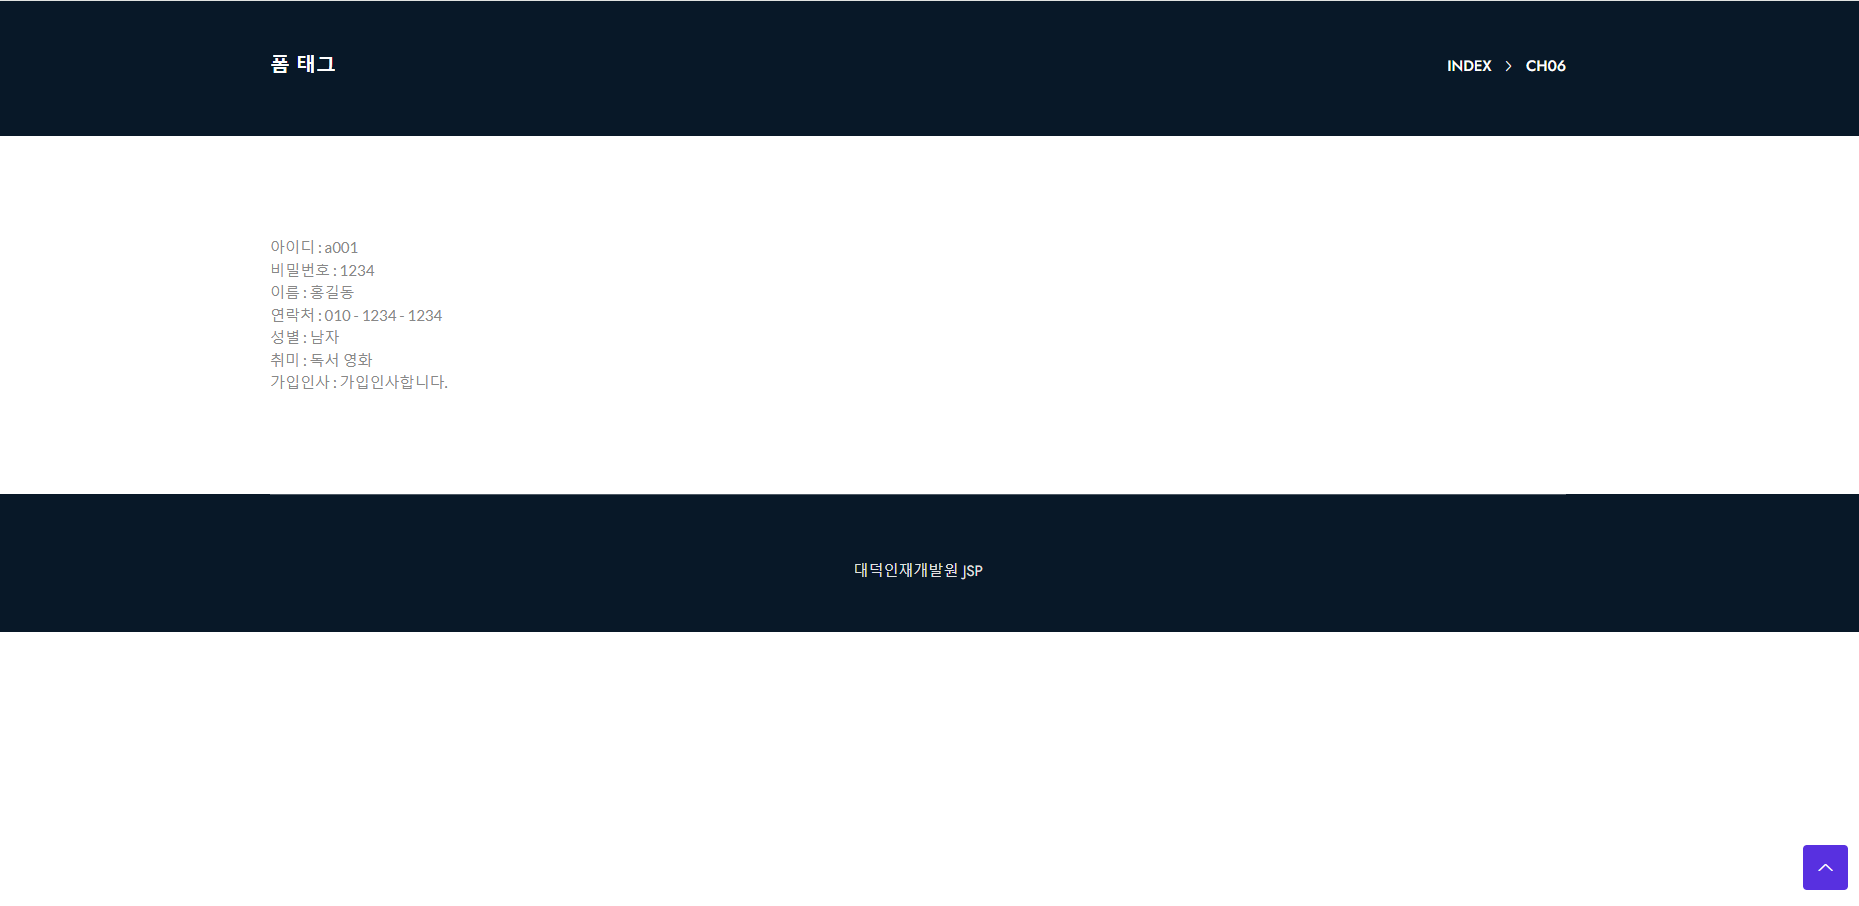 폼 태그
INDEX > CH06
아이디 : a001
비밀번호 : 1234
이름 : 홍길동
연락처 : 010 - 1234 - 1234
성별 : 남자
취미 : 독서 영화
가입인사 : 가입인사합니다.
대덕인재개발원 JSP